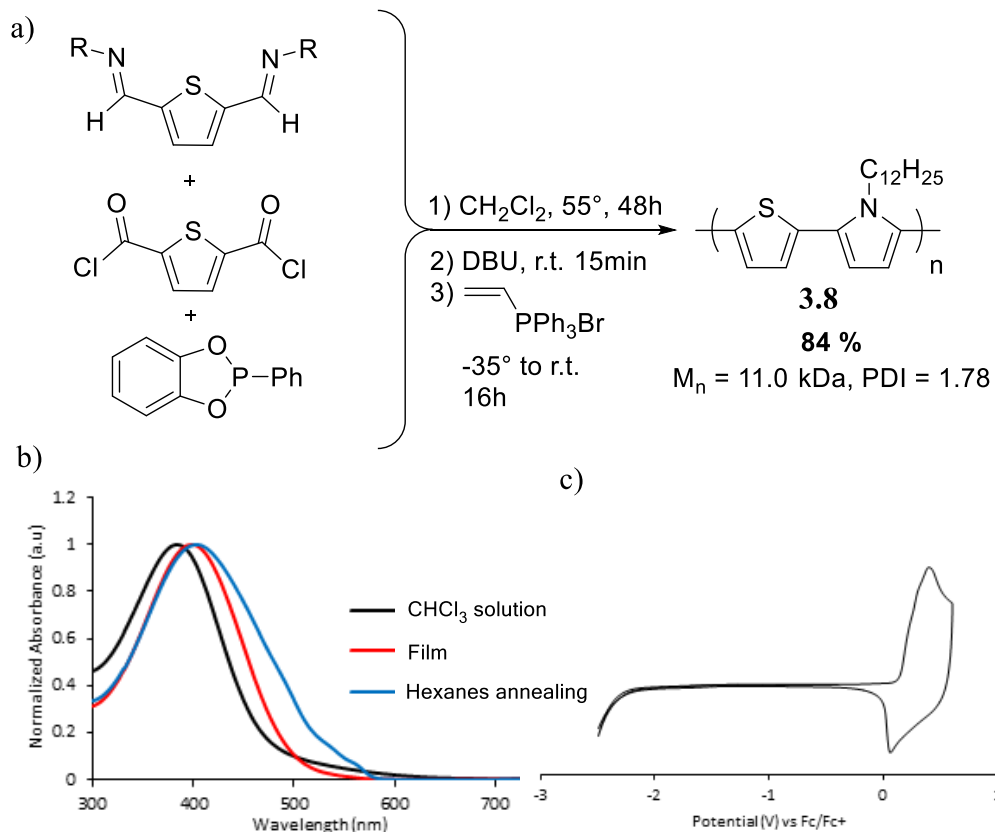 a)
R
N
N
R
S
H
H
+
O
O
S
Cl
Cl
+
O
P
Ph
O
1) CH₂Cl₂, 55°, 48h
2) DBU, r.t. 15min
3)
PPh₃Br
-35° to r.t.
16h
C₁₂H₂₅
S
N
n
3.8
84 %
Mₙ = 11.0 kDa, PDI = 1.78
b)
Normalized Absorbance (a.u)
1.2
1
0.8
0.6
0.4
0.2
0
300
400
500
600
700
Wavelength (nm)
CHCl₃ solution
Film
Hexanes annealing
c)
-3
-2
-1
0
Potential (V) vs Fc/Fc+